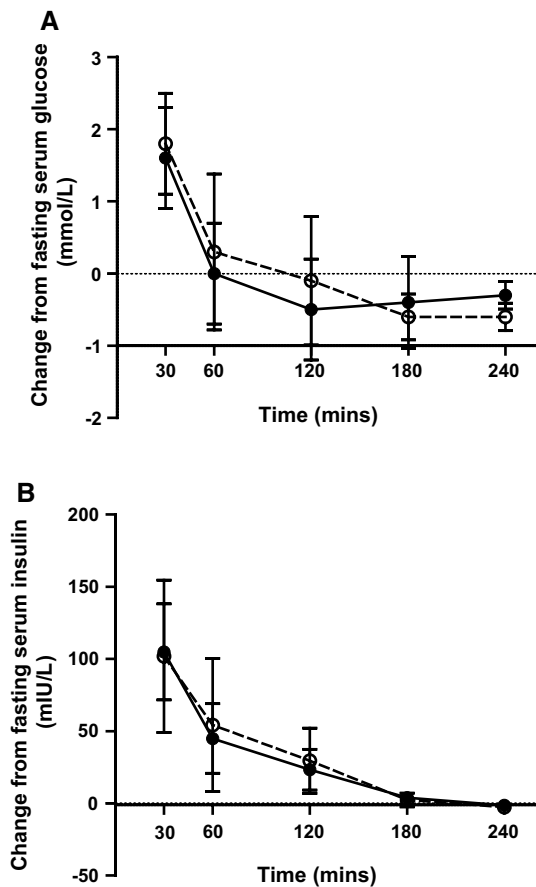 A
Change from fasting serum glucose
(mmol/L)
3
2
1
0
-1
-2
30
60
120
180
240
Time (mins)
B
Change from fasting serum insulin
(mIU/L)
200
150
100
50
0
-50
30
60
120
180
240
Time (mins)